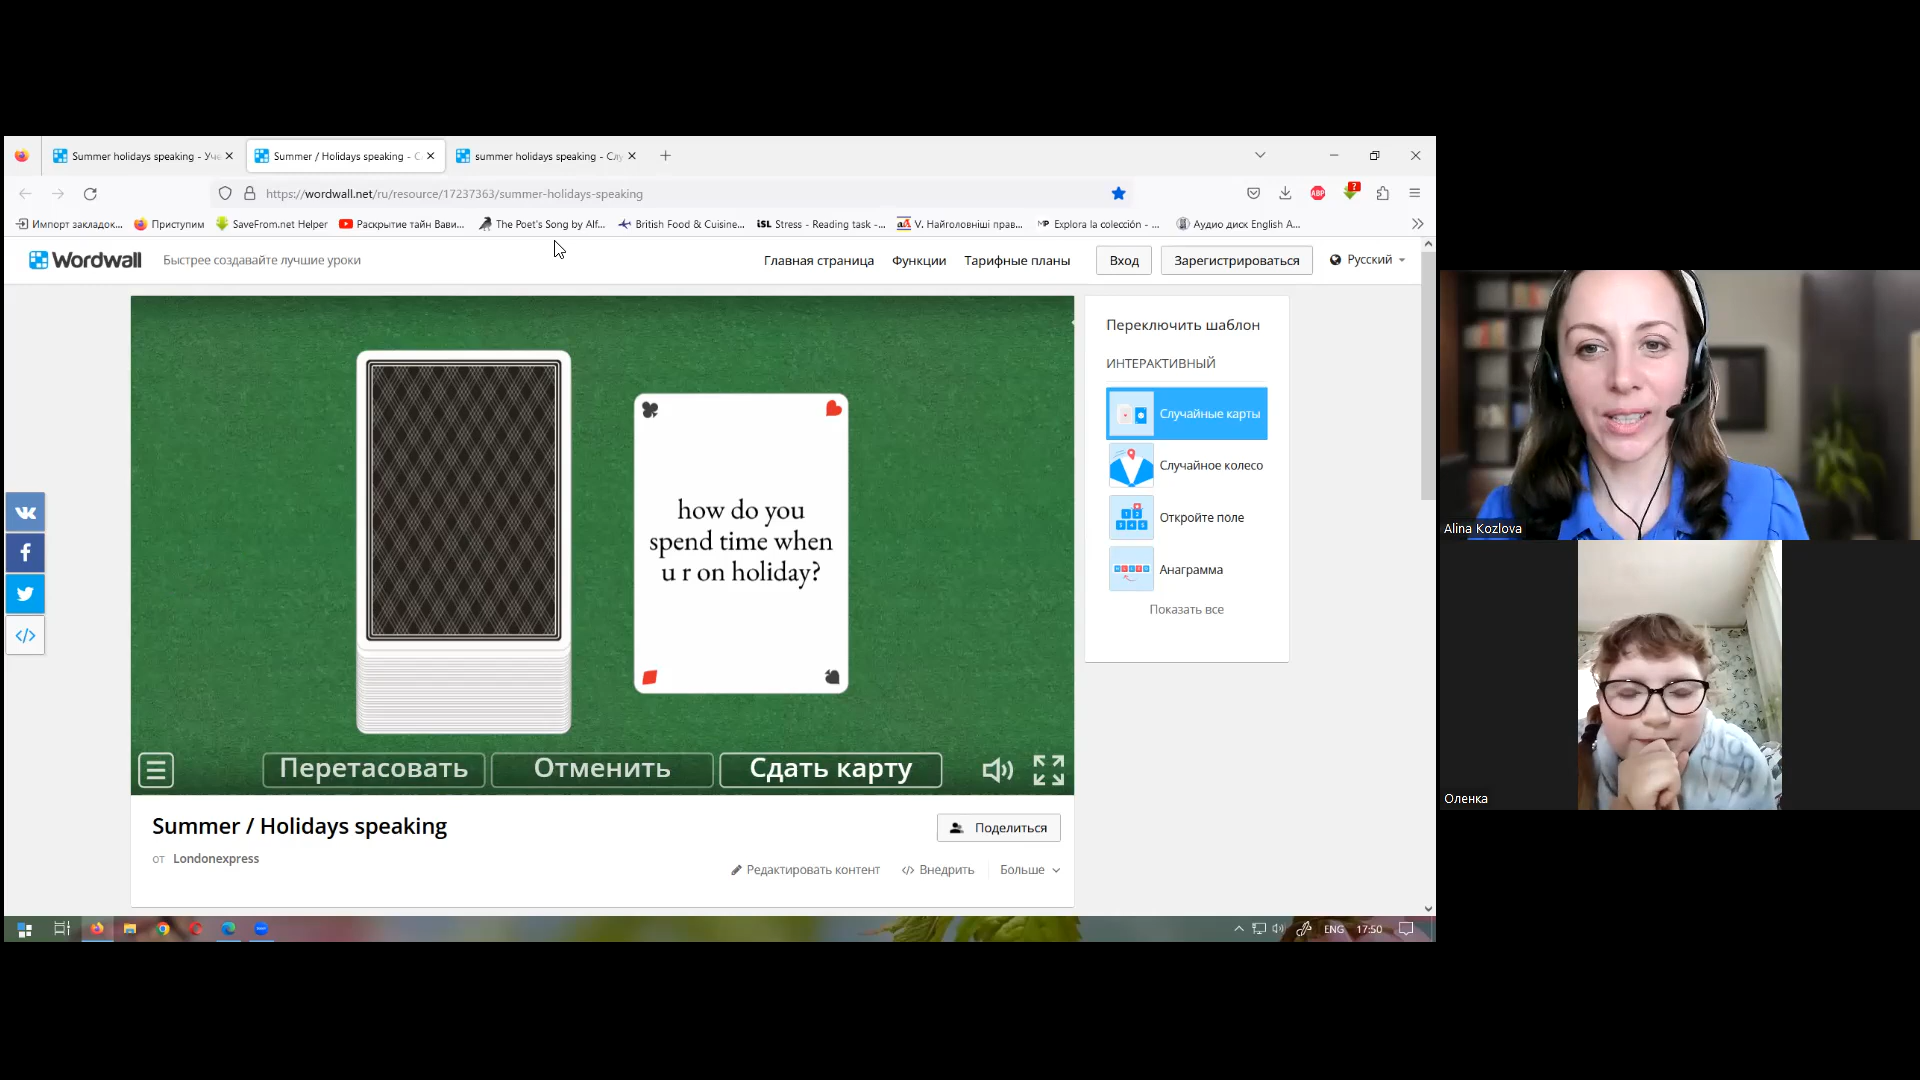 Summer holidays speaking - Уче
Summer / Holidays speaking - С
summer holidays speaking - Слу
https://wordwall.net/ru/resource/17237363/summer-holidays-speaking
ABP
?
Импорт закладок...
Приступим
SaveFrom.net Helper
Раскрытие тайн Вави...
The Poet's Song by Alf...
British Food & Cuisine...
iSL Stress - Reading task -...
V. Найголовніші прав...
MP Explora la colección - ...
Аудио диск English A...
Wordwall
Быстрее создавайте лучшие уроки
Главная страница
Функции
Тарифные планы
Вход
Зарегистрироваться
Русский
how do you
spend time when
u r on holiday?
Перетасовать
Отменить
Сдать карту
Переключить шаблон
ИНТЕРАКТИВНЫЙ
Случайные карты
Случайное колесо
Откройте поле
Анаграмма
Показать все
Summer / Holidays speaking
от Londonexpress
Поделиться
Редактировать контент
Внедрить
Больше
ENG
17:50
Alina Kozlova
Оленка